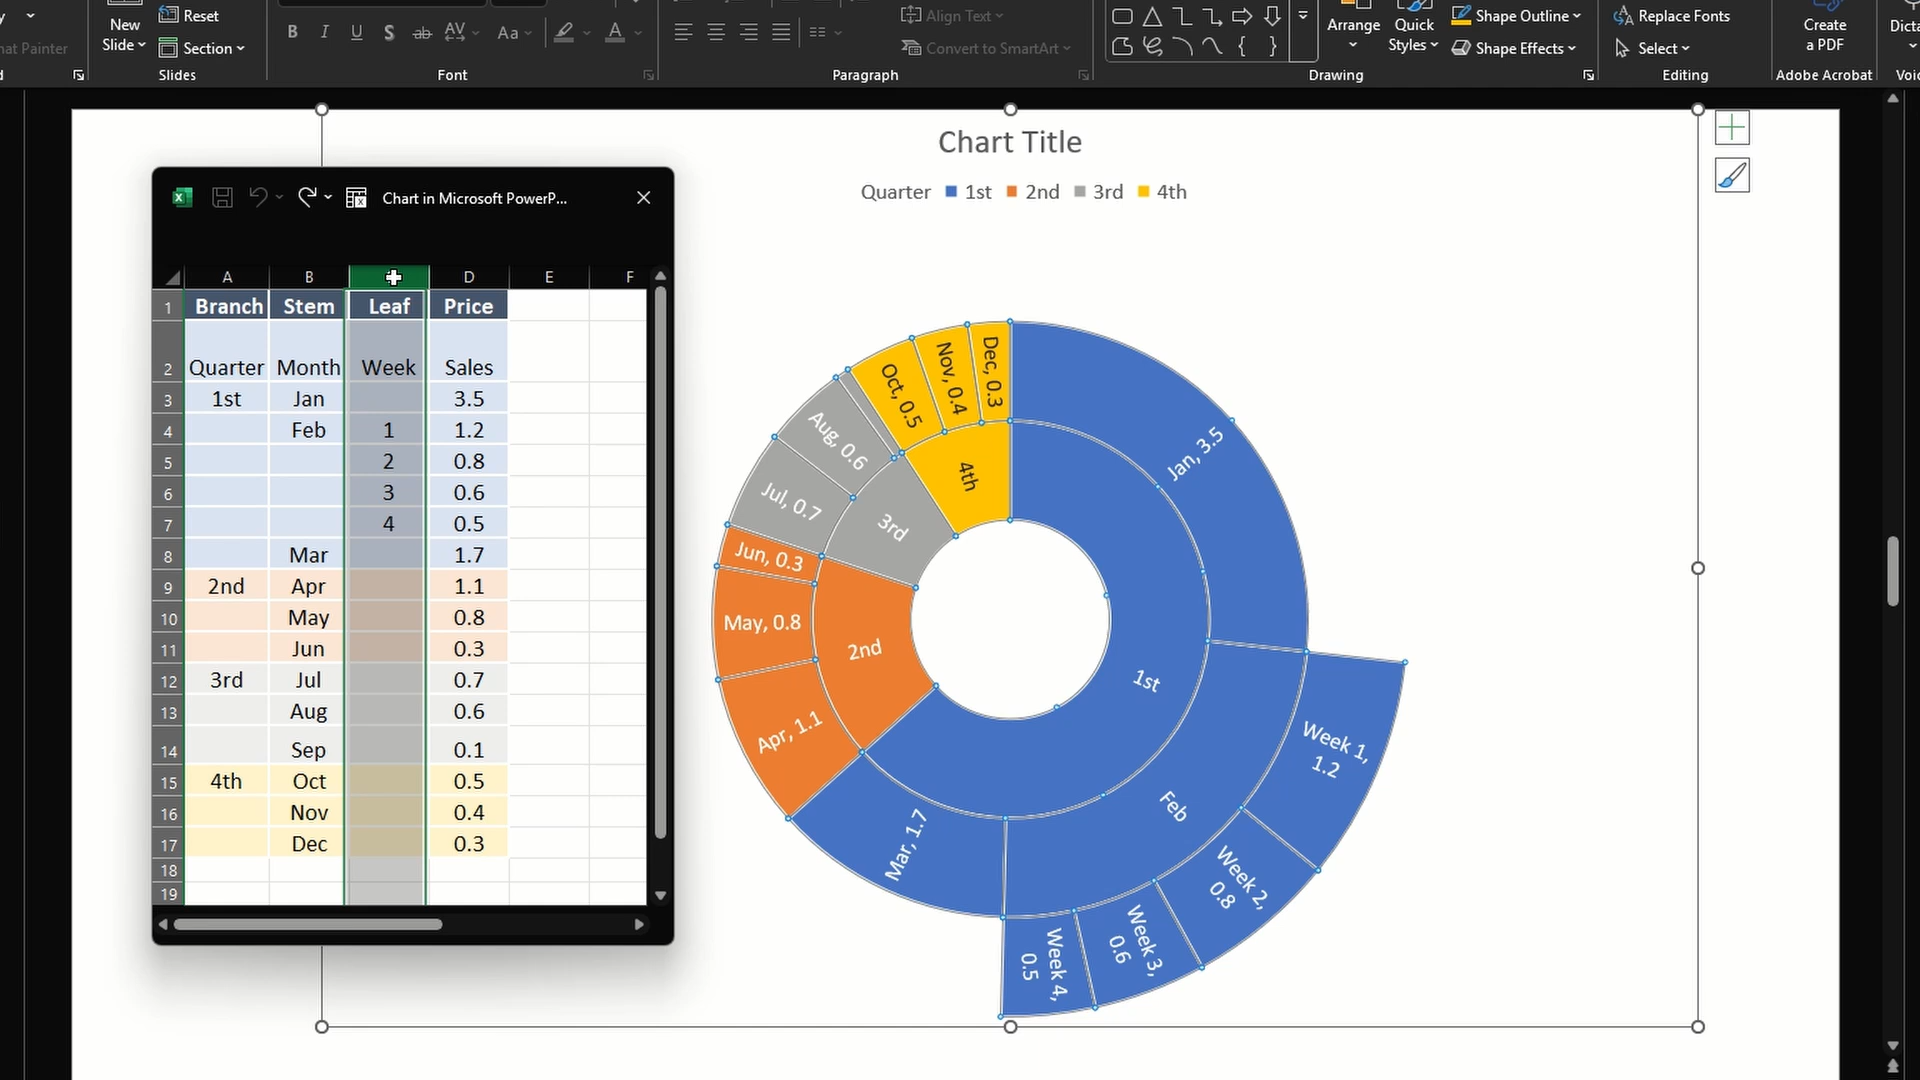 Reset
New
Slide
Section
Slides
B I U S ab AV Aa A
Font
Align Text
Convert to SmartArt
Paragraph
Arrange
Quick
Styles
Shape Outline
Shape Effects
Drawing
Replace Fonts
Select
Editing
Create
a PDF
Adobe Acrobat
Chart Title
Quarter 1st 2nd 3rd 4th
Chart in Microsoft PowerP...
A B D E F
1 Branch Stem Leaf Price
2 Quarter Month Week Sales
3 1st Jan 3.5
4 Feb 1 1.2
5 2 0.8
6 3 0.6
7 4 0.5
8 Mar 1.7
9 2nd Apr 1.1
10 May 0.8
11 Jun 0.3
12 3rd Jul 0.7
13 Aug 0.6
14 Sep 0.1
15 4th Oct 0.5
16 Nov 0.4
17 Dec 0.3
18
19
1st
Jan, 3.5
Feb
Week 1,
1.2
Week 2,
0.8
Week 3,
0.6
Week 4,
0.5
Mar, 1.7
2nd
Apr, 1.1
May, 0.8
Jun, 0.3
3rd
Jul, 0.7
Aug, 0.6
4th
Oct, 0.5
Nov, 0.4
Dec, 0.3